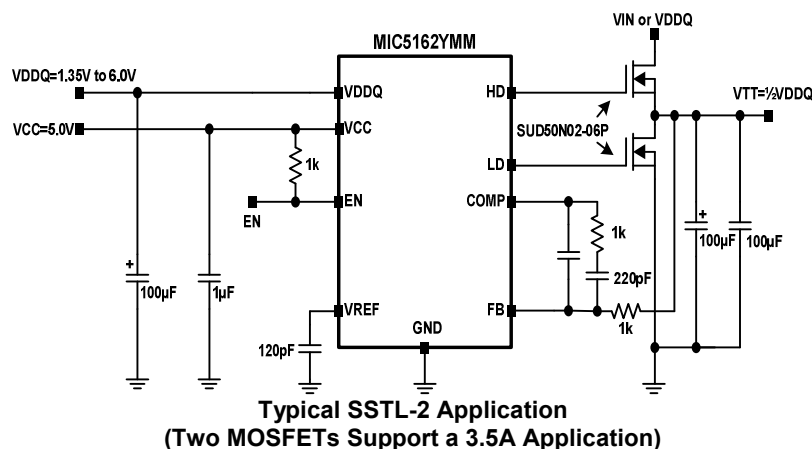 VIN or VDDQ
MIC5162YMM
VDDQ=1.35V to 6.0V
VDDQ
HD
VTT=½VDDQ
VCC=5.0V
VCC
SUD50N02-06P
1k
LD
EN
EN
COMP
1k
100µF
100µF
+
+
100µF
1µF
220pF
VREF
FB
1k
GND
120pF
Typical SSTL-2 Application
(Two MOSFETs Support a 3.5A Application)